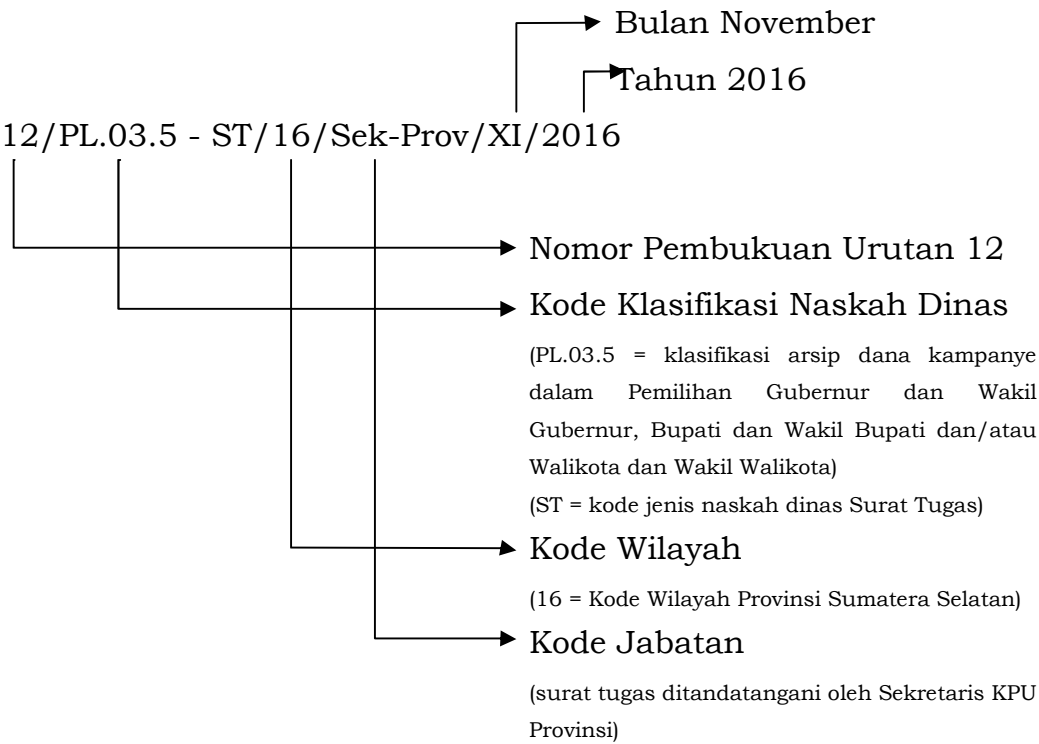 Bulan November
Tahun 2016
12/PL.03.5 - ST/16/Sek-Prov/XI/2016
Nomor Pembukuan Urutan 12
Kode Klasifikasi Naskah Dinas
(PL.03.5 = klasifikasi arsip dana kampanye
dalam Pemilihan Gubernur dan Wakil
Gubernur, Bupati dan Wakil Bupati dan/atau
Walikota dan Wakil Walikota)
(ST = kode jenis naskah dinas Surat Tugas)
Kode Wilayah
(16 = Kode Wilayah Provinsi Sumatera Selatan)
Kode Jabatan
(surat tugas ditandatangani oleh Sekretaris KPU
Provinsi)